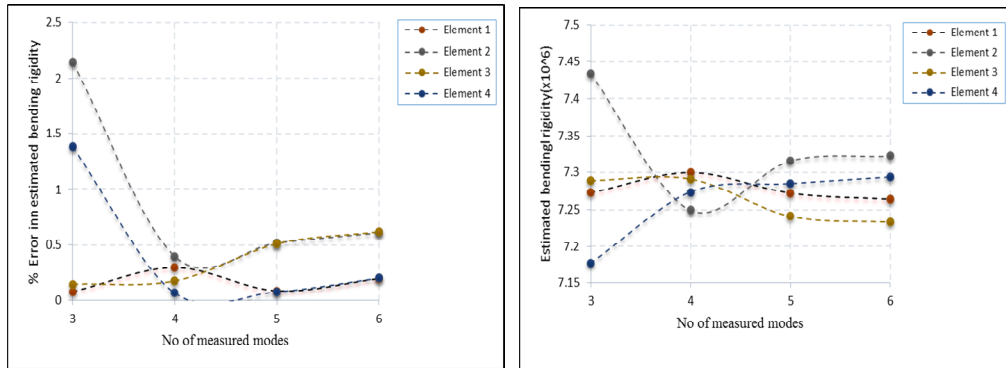 2.5
2
1.5
1
0.5
0
3
4
5
6
% Error inn estimated bending rigidity
No of measured modes
Element 1
Element 2
Element 3
Element 4
7.5
7.45
7.4
7.35
7.3
7.25
7.2
7.15
3
4
5
6
Estimated bendingl rigidity(x10^6)
No of measured modes
Element 1
Element 2
Element 3
Element 4